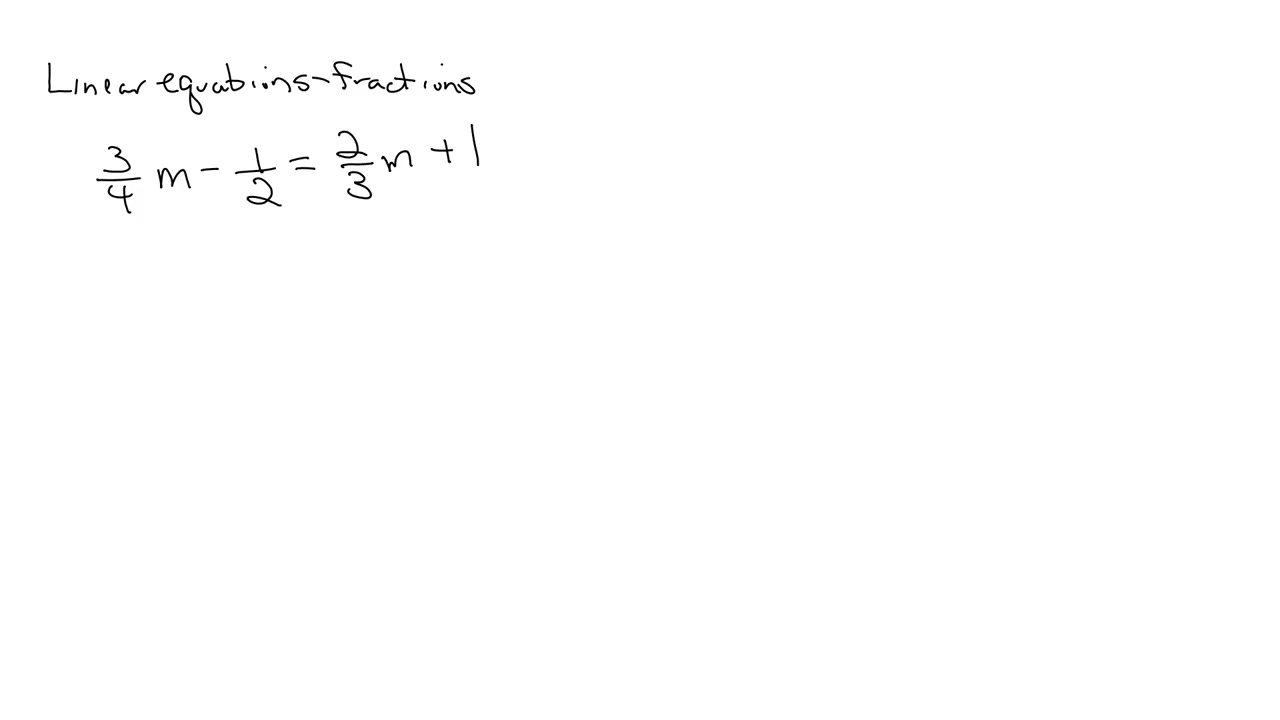 Linear equations-fractions
3/4 m - 1/2 = 2/3 m + 1